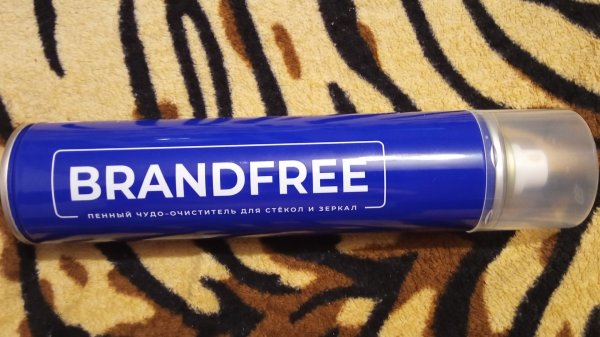 BRANDFREE
ПЕННЫЙ ЧУДО-ОЧИСТИТЕЛЬ ДЛЯ СТЁКОЛ И ЗЕРКАЛ